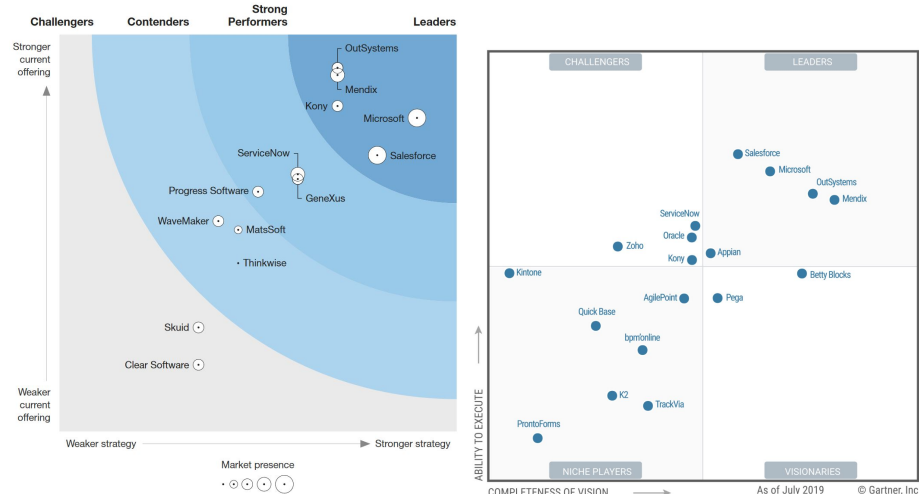 Challengers
Contenders
Strong
Performers
Leaders
Stronger
current
offering
OutSystems
Mendix
Kony
Microsoft
Salesforce
ServiceNow
GeneXus
Progress Software
WaveMaker
MatsSoft
Thinkwise
Skuid
Clear Software
Weaker
current
offering
Weaker strategy
Stronger strategy
Market presence
CHALLENGERS
LEADERS
Salesforce
Microsoft
OutSystems
Mendix
ServiceNow
Oracle
Zoho
Kony
Appian
Kintone
Betty Blocks
AgilePoint
Pega
Quick Base
bpm'online
K2
TrackVia
ProntoForms
NICHE PLAYERS
VISIONARIES
ABILITY TO EXECUTE
COMPLETENESS OF VISION
As of July 2019
© Gartner, Inc